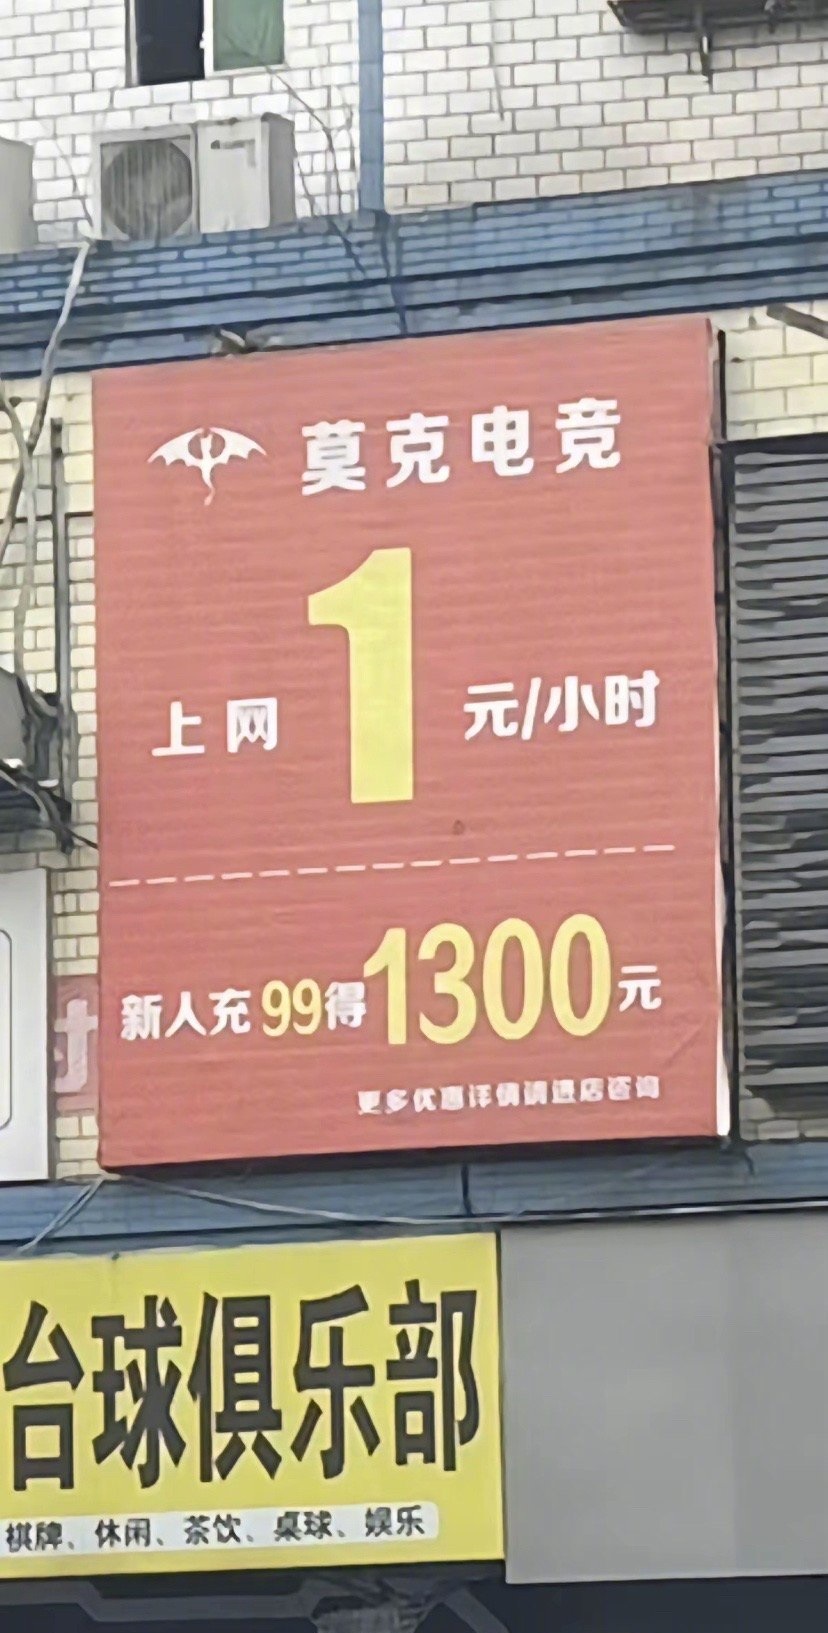 莫克电竞
上网1元/小时
新人充99得1300元
更多优惠详情请进店咨询
台球俱乐部
棋牌、休闲、茶饮、桌球、娱乐